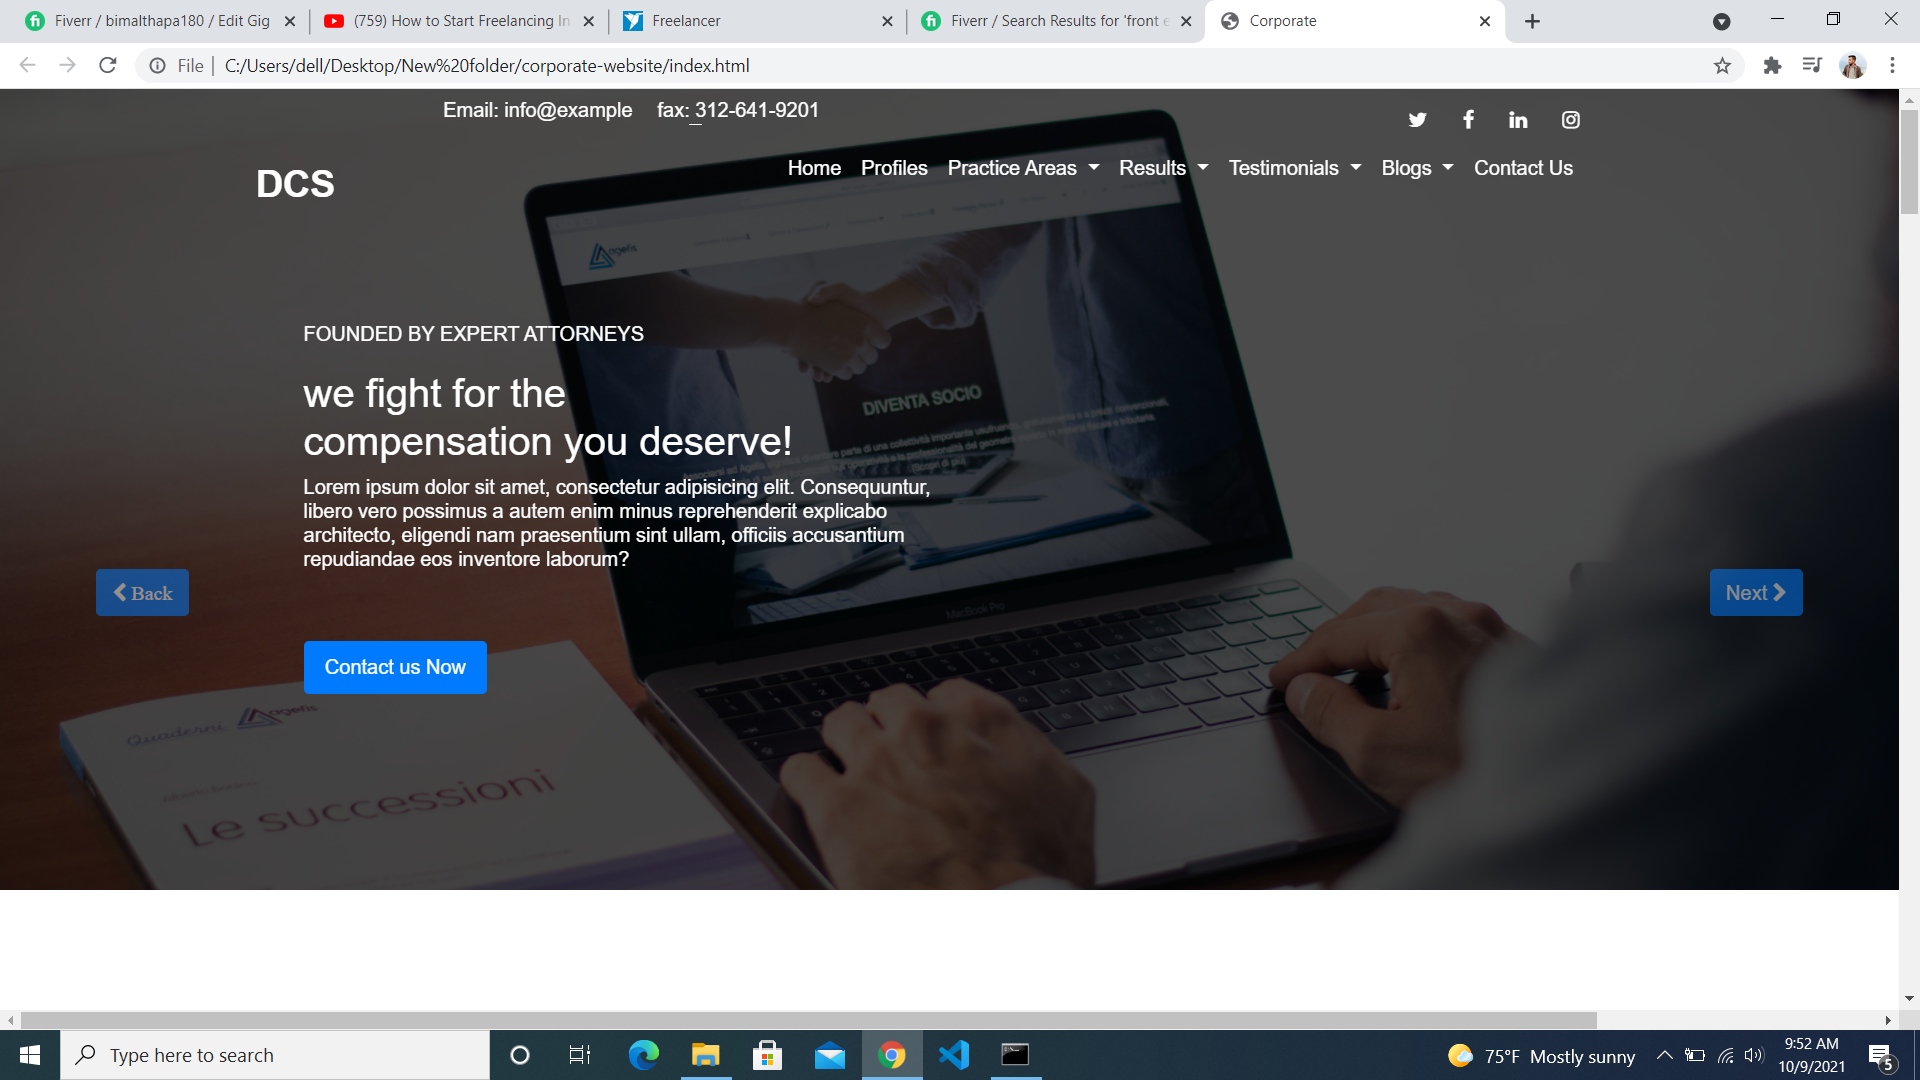 Fiverr / bimalthapa180 / Edit Gig
(759) How to Start Freelancing In
Freelancer
Fiverr / Search Results for 'front e
Corporate
File
C:/Users/dell/Desktop/New%20folder/corporate-website/index.html
Email: info@example fax: 312-641-9201
DCS
Home Profiles Practice Areas Results Testimonials Blogs Contact Us
agefis
DIVENTA SOCIO
FOUNDED BY EXPERT ATTORNEYS
we fight for the
compensation you deserve!
Lorem ipsum dolor sit amet, consectetur adipisicing elit. Consequuntur,
libero vero possimus a autem enim minus reprehenderit explicabo
architecto, eligendi nam praesentium sint ullam, officiis accusantium
repudiandae eos inventore laborum?
Back
Next
MacBook Pro
Contact us Now
Quaderni agefis
Le successioni
Type here to search
75°F Mostly sunny
9:52 AM
10/9/2021
5